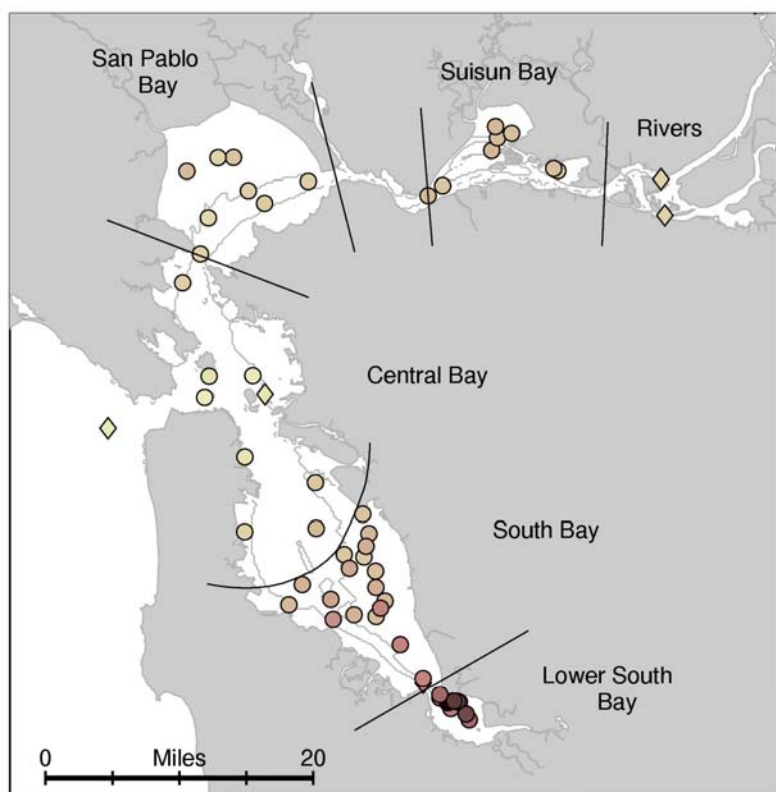 San Pablo
Bay
Suisun Bay
Rivers
Central Bay
South Bay
Lower South
Bay
0 Miles 20